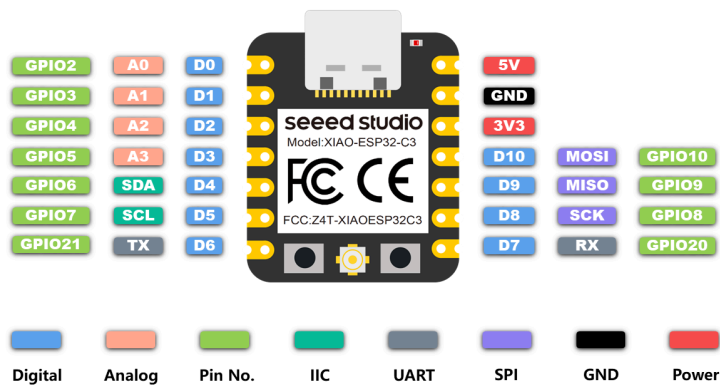 GPIO2 A0 D0 5V
GPIO3 A1 D1 GND
GPIO4 A2 D2 3V3
GPIO5 A3 D3 D10 MOSI GPIO10
GPIO6 SDA D4 D9 MISO GPIO9
GPIO7 SCL D5 D8 SCK GPIO8
GPIO21 TX D6 D7 RX GPIO20
seeed studio
Model:XIAO-ESP32-C3
FC CE
FCC:Z4T-XIAOESP32C3
Digital Analog Pin No. IIC UART SPI GND Power